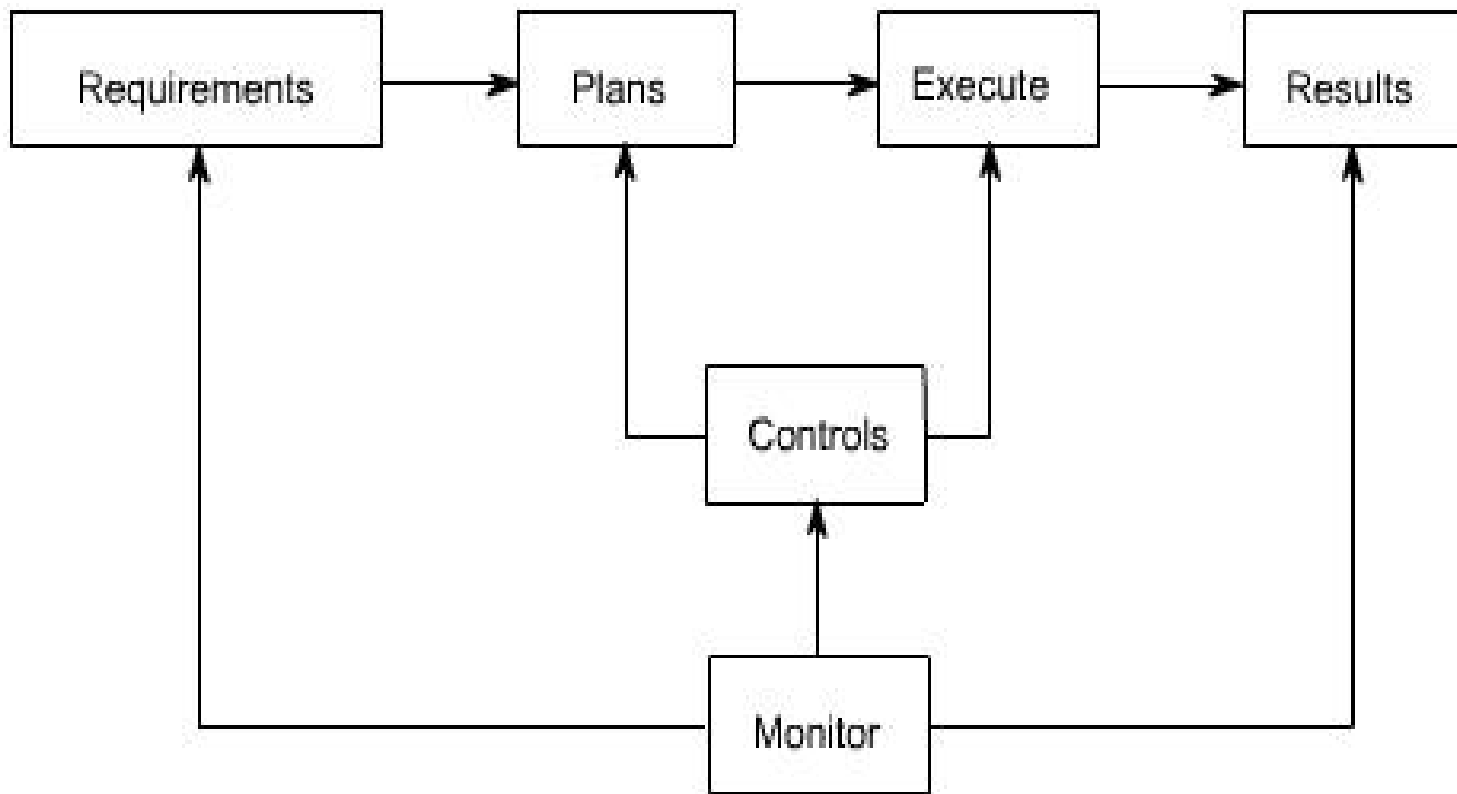 Requirements
Plans
Execute
Results
Controls
Monitor